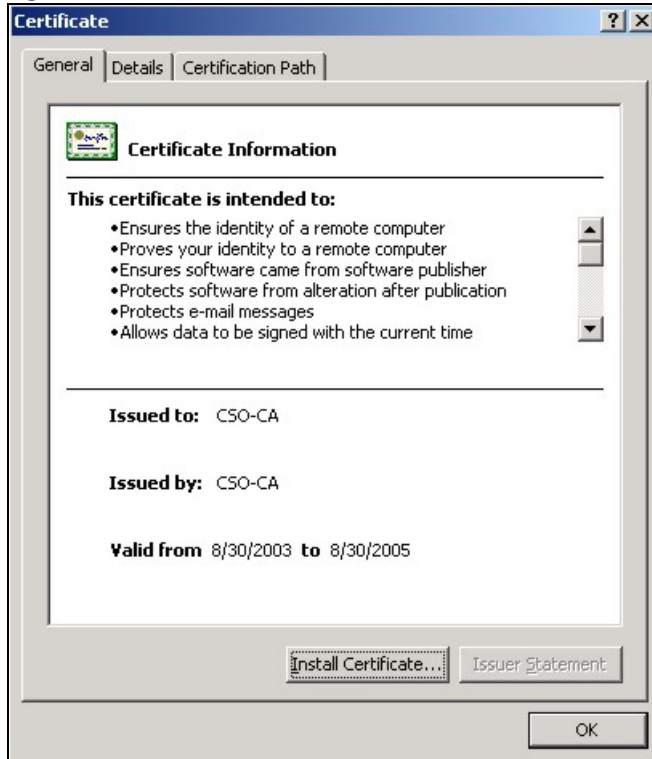 Certificate
General Details Certification Path
Certificate Information
This certificate is intended to:
•Ensures the identity of a remote computer
•Proves your identity to a remote computer
•Ensures software came from software publisher
•Protects software from alteration after publication
•Protects e-mail messages
•Allows data to be signed with the current time
Issued to: CSO-CA
Issued by: CSO-CA
Valid from 8/30/2003 to 8/30/2005
Install Certificate... Issuer Statement
OK